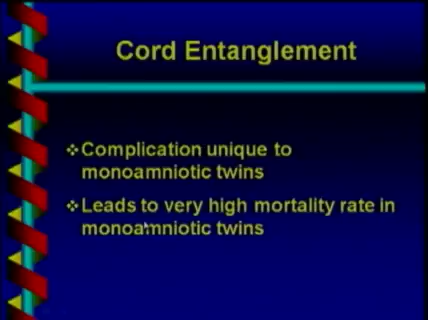 Cord Entanglement
❖Complication unique to
monoamniotic twins
❖Leads to very high mortality rate in
monoamniotic twins